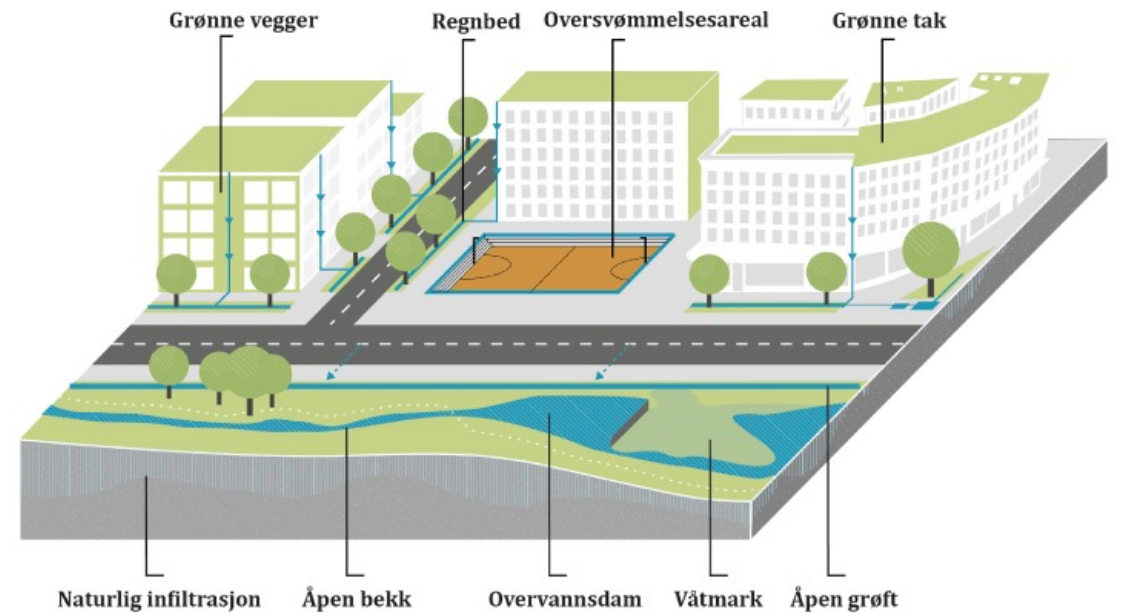 Grønne vegger
Regnbed
Oversvømmelsesareal
Grønne tak
Naturlig infiltrasjon
Åpen bekk
Overvannsdam
Våtmark
Åpen grøft